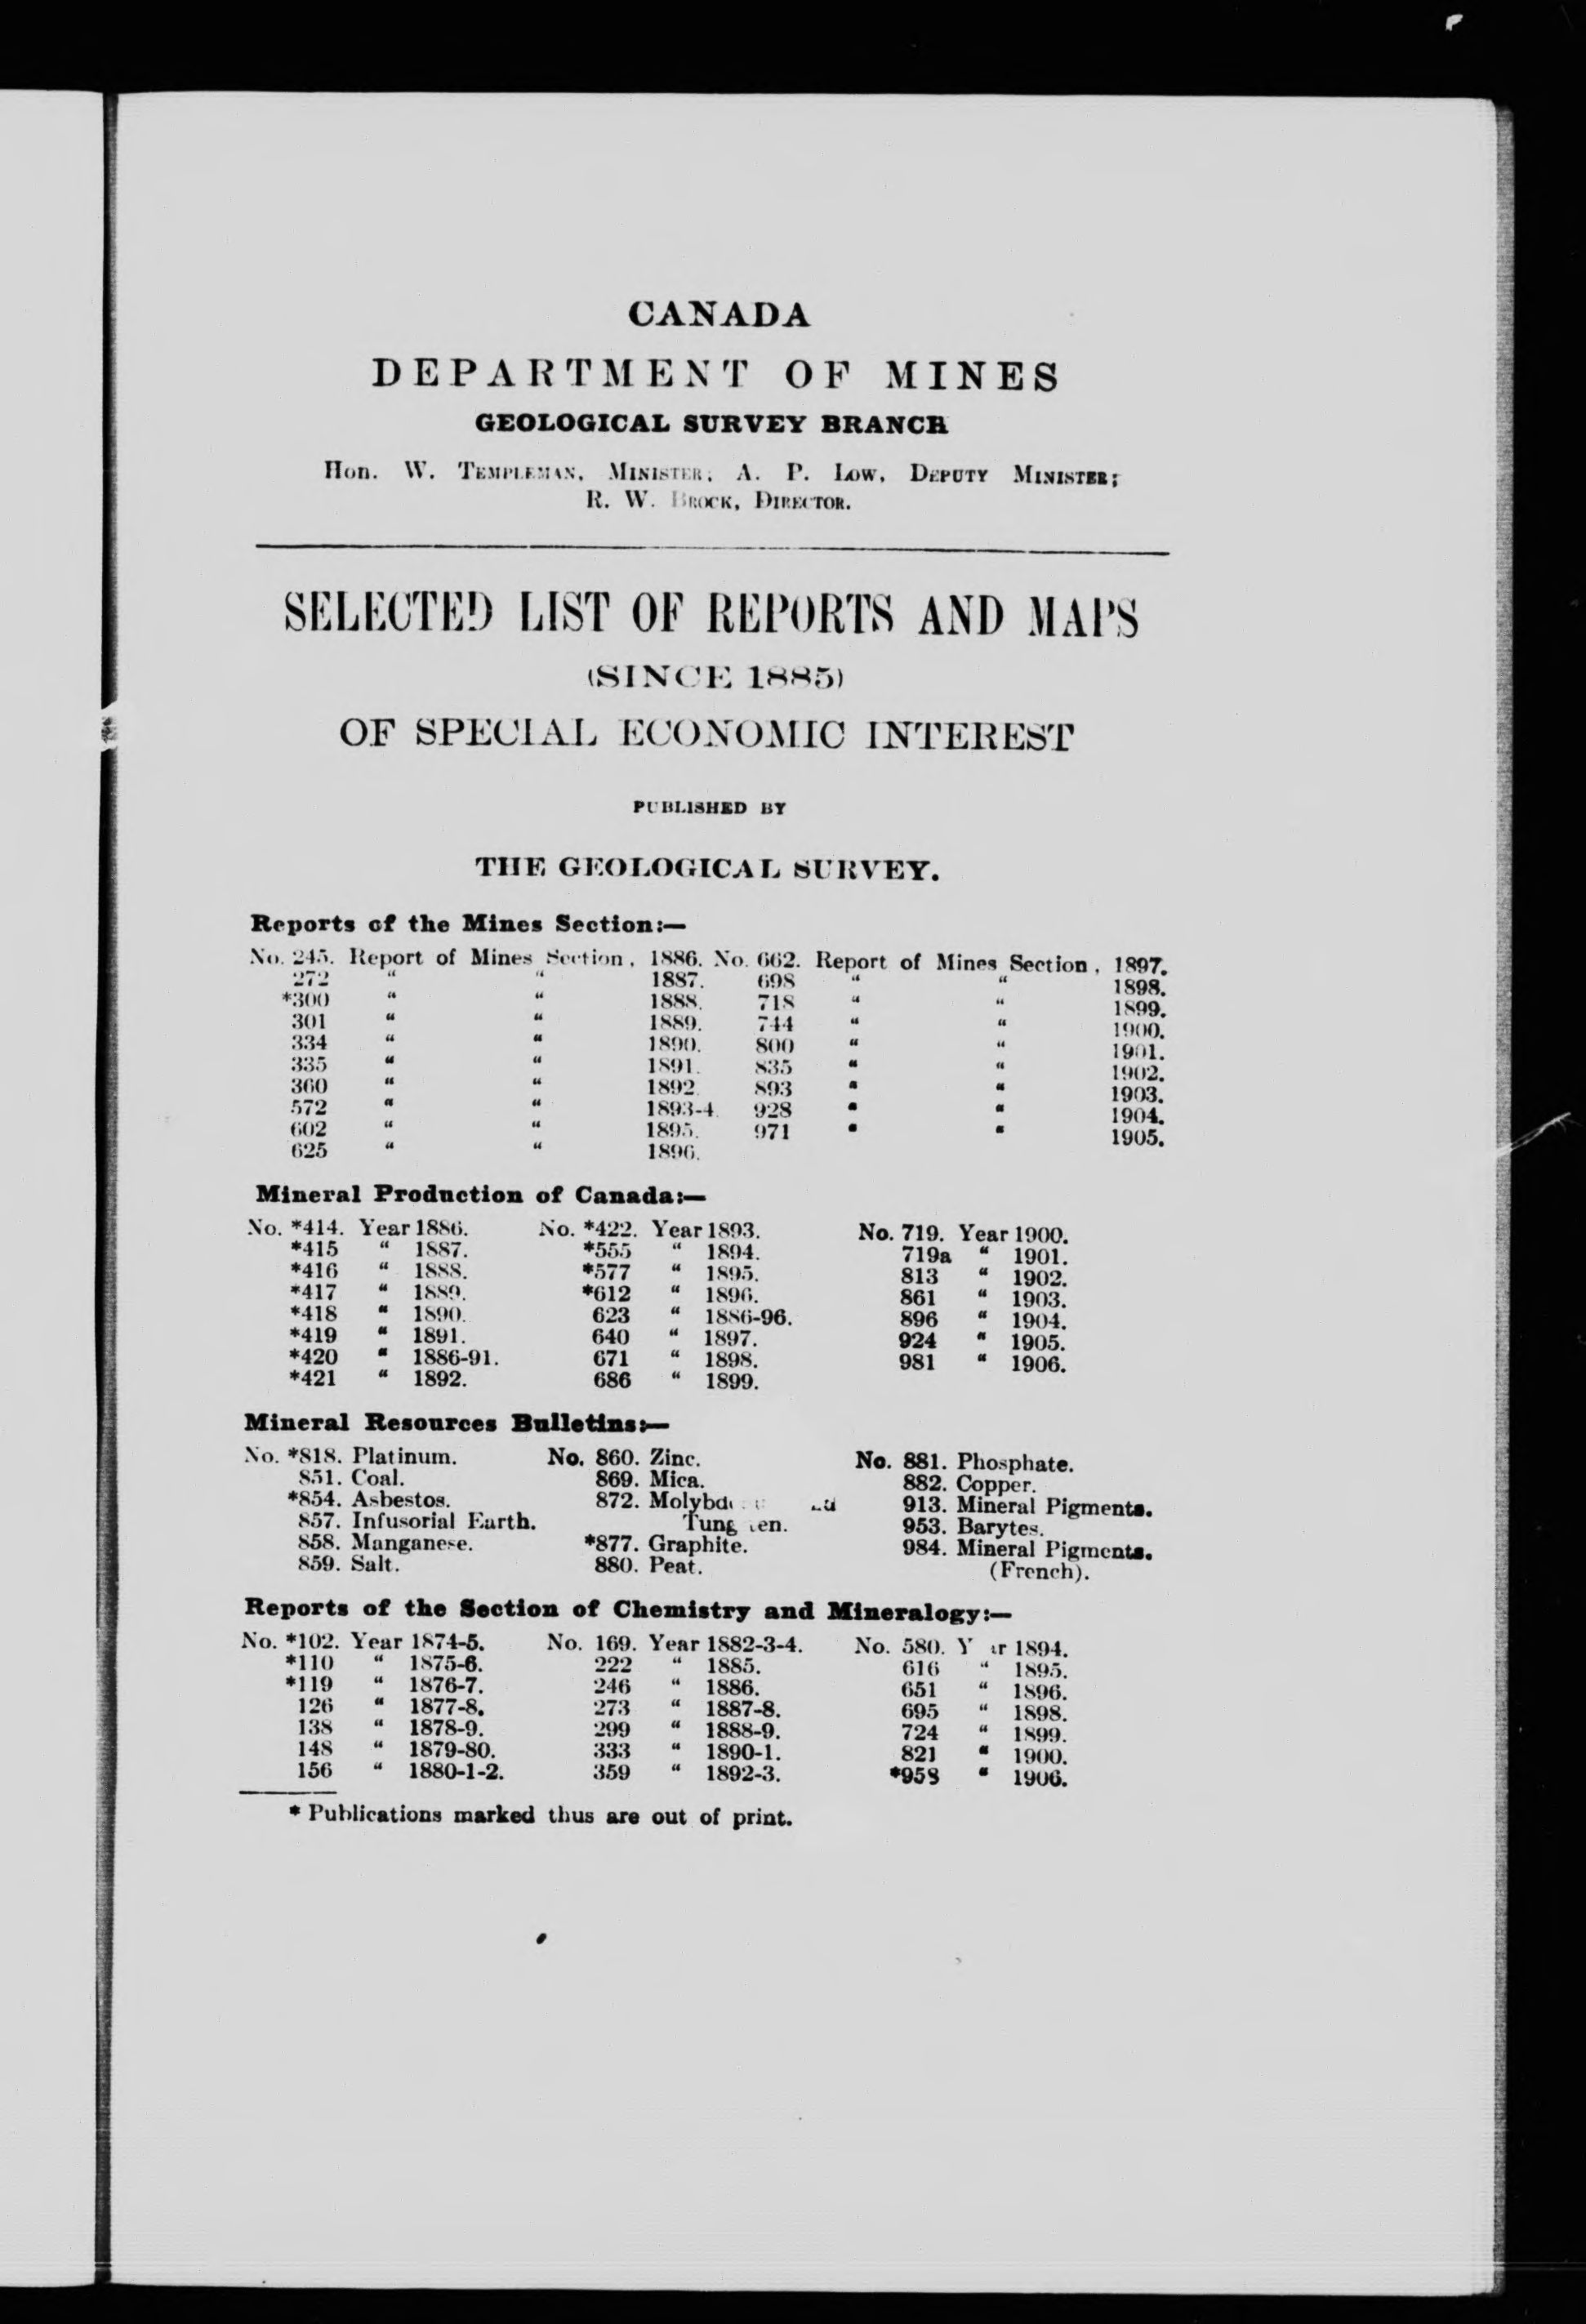 CANADA
DEPARTMENT OF MINES
GEOLOGICAL SURVEY BRANCH
Hon. W. Templeman, Minister; A. P. Low, Deputy Minister;
R. W. Brock, Director.
SELECTED LIST OF REPORTS AND MAPS
(SINCE 1885)
OF SPECIAL ECONOMIC INTEREST
PUBLISHED BY
THE GEOLOGICAL SURVEY.
Reports of the Mines Section:—
No. 245. Report of Mines Section, 1886. No. 662. Report of Mines Section, 1897.
272 " " 1887. 698 " " 1898.
*300 " " 1888. 718 " " 1899.
301 " " 1889. 744 " " 1900.
334 " " 1890. 800 " " 1901.
335 " " 1891. 835 " " 1902.
360 " " 1892. 893 " " 1903.
572 " " 1893-4. 928 " " 1904.
602 " " 1895. 971 " " 1905.
625 " " 1896.
Mineral Production of Canada:—
No. *414. Year 1886. No. *422. Year 1893. No. 719. Year 1900.
*415 " 1887. *555 " 1894. 719a " 1901.
*416 " 1888. *577 " 1895. 813 " 1902.
*417 " 1889. *612 " 1896. 861 " 1903.
*418 " 1890. 623 " 1886-96. 896 " 1904.
*419 " 1891. 640 " 1897. 924 " 1905.
*420 " 1886-91. 671 " 1898. 981 " 1906.
*421 " 1892. 686 " 1899.
Mineral Resources Bulletins:—
No. *818. Platinum. No. 860. Zinc. No. 881. Phosphate.
851. Coal. 869. Mica. 882. Copper.
*854. Asbestos. 872. 913. Mineral Pigments.
857. Infusorial Earth. Tungsten. 953. Barytes.
858. Manganese. *877. Graphite. 984. Mineral Pigments.
859. Salt. 880. Peat. (French).
Reports of the Section of Chemistry and Mineralogy:—
No. *102. Year 1874-5. No. 169. Year 1882-3-4. No. 580. Year 1894.
*110 " 1875-6. 222 " 1885. 616 " 1895.
*119 " 1876-7. 246 " 1886. 651 " 1896.
126 " 1877-8. 273 " 1887-8. 695 " 1898.
138 " 1878-9. 299 " 1888-9. 724 " 1899.
148 " 1879-80. 333 " 1890-1. 821 " 1900.
156 " 1880-1-2. 359 " 1892-3. *958 " 1906.
* Publications marked thus are out of print.